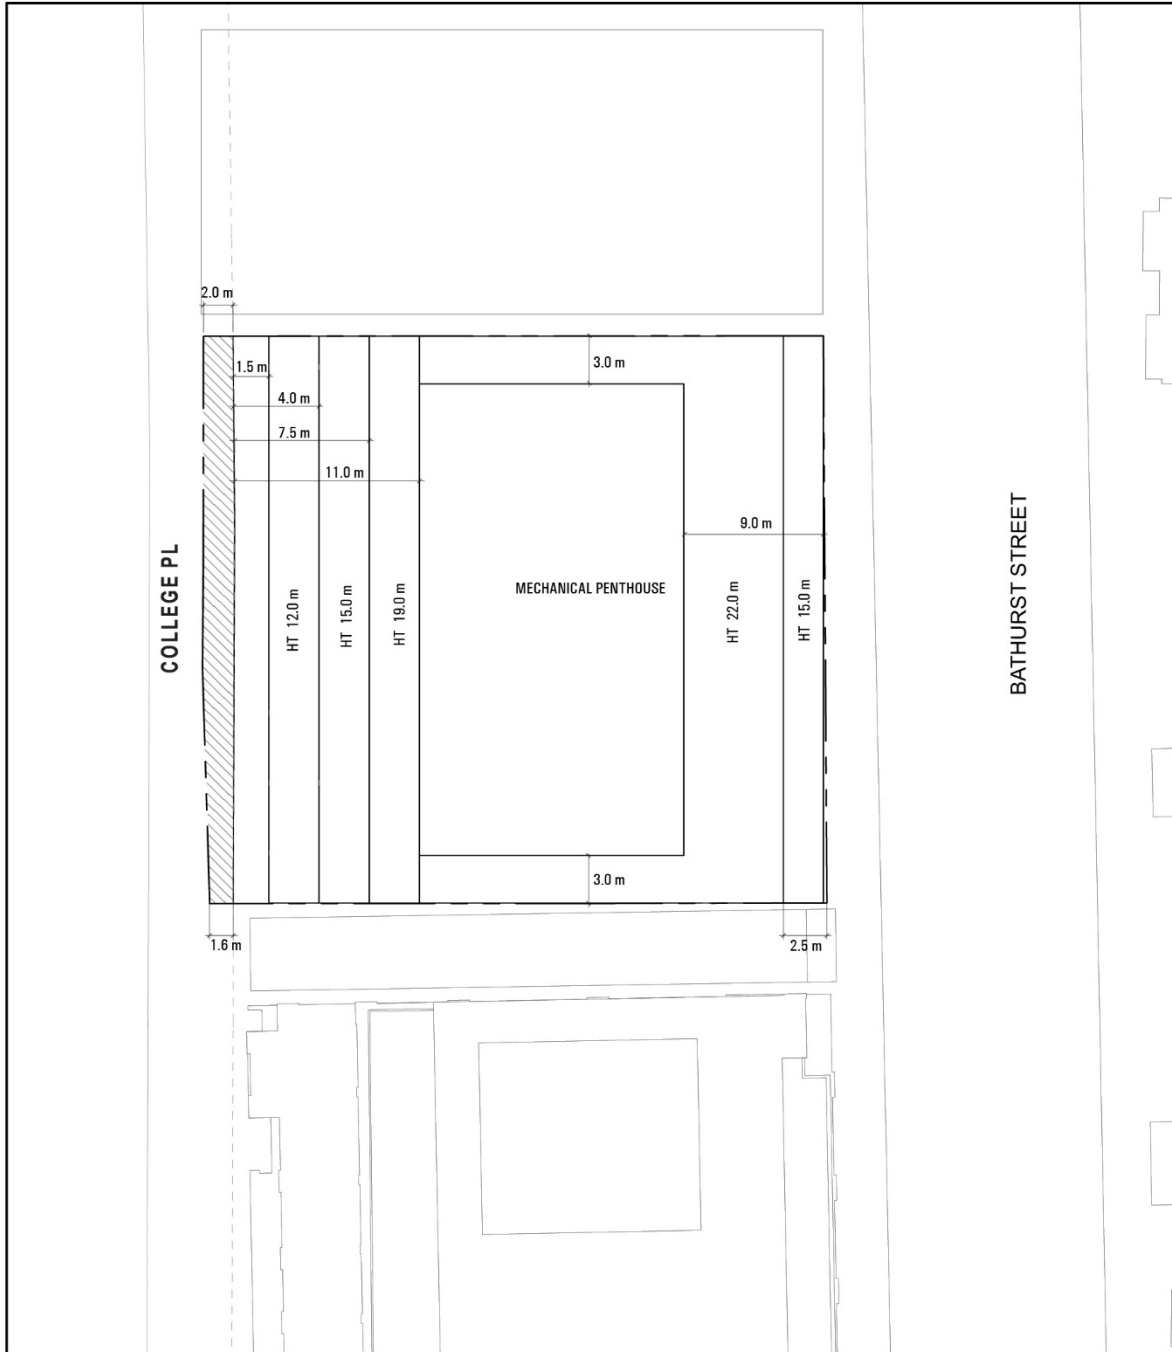 2.0 m
1.5 m
3.0 m
4.0 m
7.5 m
11.0 m
9.0 m
COLLEGE PL
HT 12.0 m
HT 15.0 m
HT 19.0 m
MECHANICAL PENTHOUSE
HT 22.0 m
HT 15.0 m
BATHURST STREET
3.0 m
1.6 m
2.5 m